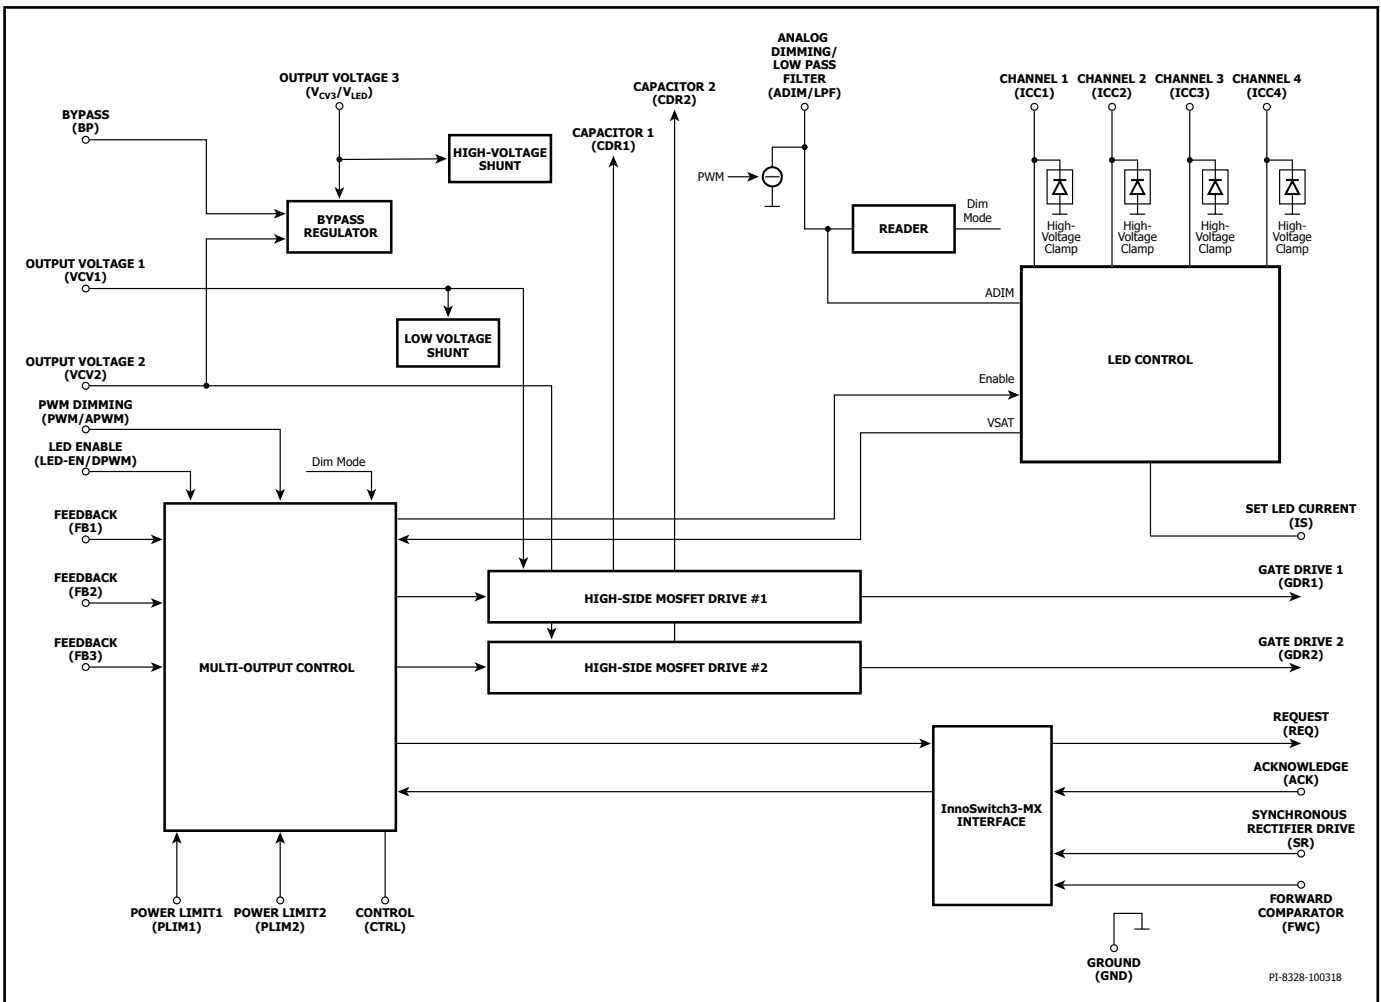 ANALOG
DIMMING/
LOW PASS
FILTER
(ADIM/LPF)
OUTPUT VOLTAGE 3
(VCV3/VLED)
CAPACITOR 2
(CDR2)
CHANNEL 1
(ICC1)
CHANNEL 2
(ICC2)
CHANNEL 3
(ICC3)
CHANNEL 4
(ICC4)
BYPASS
(BP)
CAPACITOR 1
(CDR1)
HIGH-VOLTAGE
SHUNT
PWM
BYPASS
REGULATOR
READER
Dim
Mode
High-
Voltage
Clamp
High-
Voltage
Clamp
High-
Voltage
Clamp
High-
Voltage
Clamp
OUTPUT VOLTAGE 1
(VCV1)
ADIM
LOW VOLTAGE
SHUNT
LED CONTROL
OUTPUT VOLTAGE 2
(VCV2)
Enable
PWM DIMMING
(PWM/APWM)
VSAT
LED ENABLE
(LED-EN/DPWM)
Dim Mode
FEEDBACK
(FB1)
SET LED CURRENT
(IS)
FEEDBACK
(FB2)
HIGH-SIDE MOSFET DRIVE #1
GATE DRIVE 1
(GDR1)
FEEDBACK
(FB3)
MULTI-OUTPUT CONTROL
HIGH-SIDE MOSFET DRIVE #2
GATE DRIVE 2
(GDR2)
REQUEST
(REQ)
ACKNOWLEDGE
(ACK)
InnoSwitch3-MX
INTERFACE
SYNCHRONOUS
RECTIFIER DRIVE
(SR)
FORWARD
COMPARATOR
(FWC)
POWER LIMIT1
(PLIM1)
POWER LIMIT2
(PLIM2)
CONTROL
(CTRL)
GROUND
(GND)
PI-8328-100318